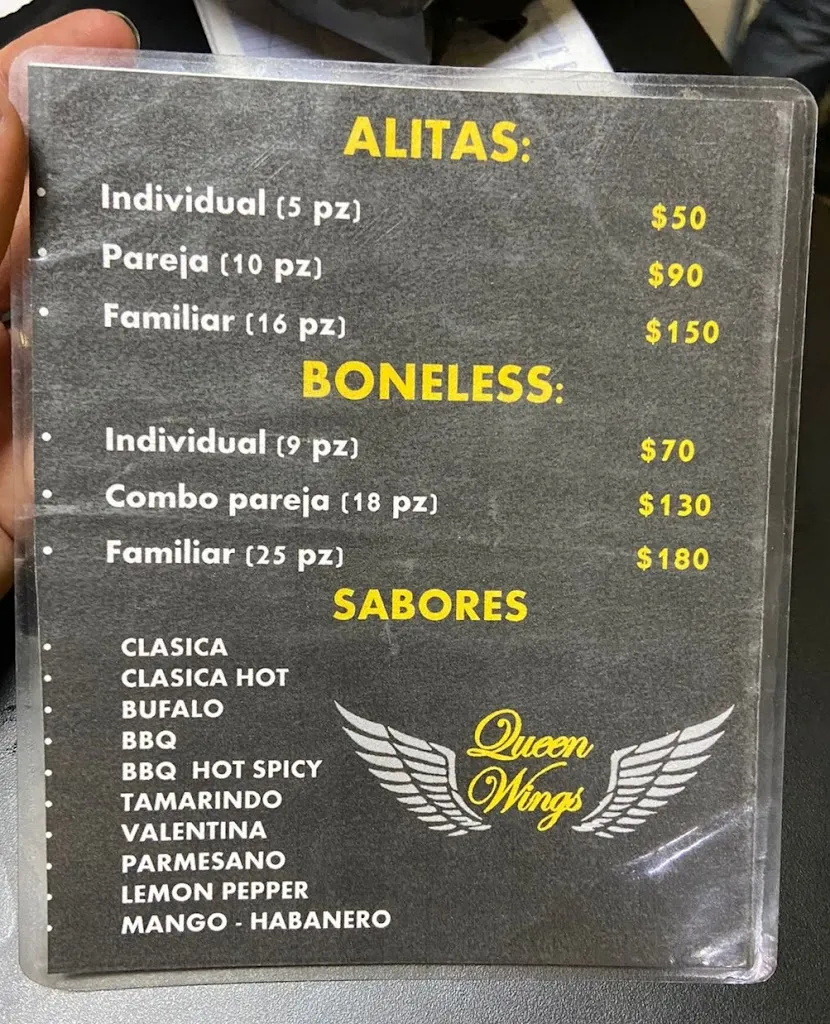 ALITAS:
Individual (5 pz) $50
Pareja (10 pz) $90
Familiar (16 pz) $150
BONELESS:
Individual (9 pz) $70
Combo pareja (18 pz) $130
Familiar (25 pz) $180
SABORES
CLASICA
CLASICA HOT
BUFALO
BBQ
BBQ HOT SPICY
TAMARINDO
VALENTINA
PARMESANO
LEMON PEPPER
MANGO - HABANERO
Queen
Wings